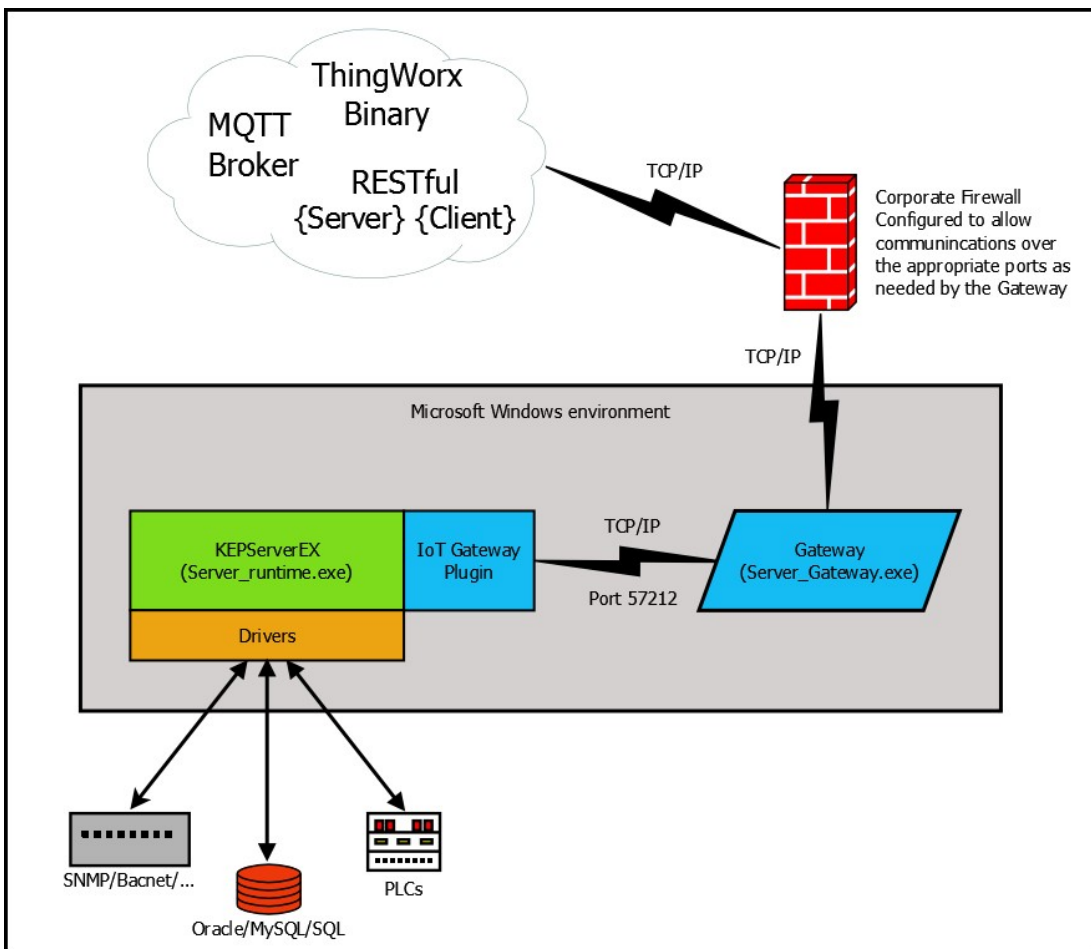 ThingWorx
Binary
MQTT
Broker
RESTful
{Server} {Client}
TCP/IP
Corporate Firewall
Configured to allow
communincations over
the appropriate ports as
needed by the Gateway
TCP/IP
Microsoft Windows environment
KEPServerEX
(Server_runtime.exe)
IoT Gateway
Plugin
TCP/IP
Port 57212
Gateway
(Server_Gateway.exe)
Drivers
SNMP/Bacnet/...
Oracle/MySQL/SQL
PLCs